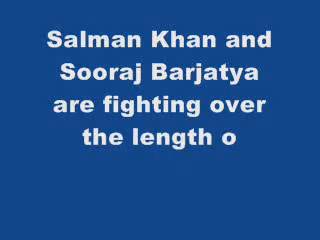 Salman Khan and
Sooraj Barjatya
are fighting over
the length o